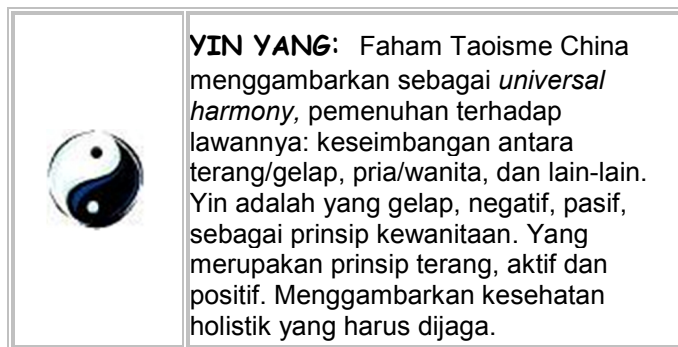 YIN YANG: Faham Taoisme China
menggambarkan sebagai universal
harmony, pemenuhan terhadap
lawannya: keseimbangan antara
terang/gelap, pria/wanita, dan lain-lain.
Yin adalah yang gelap, negatif, pasif,
sebagai prinsip kewanitaan. Yang
merupakan prinsip terang, aktif dan
positif. Menggambarkan kesehatan
holistik yang harus dijaga.